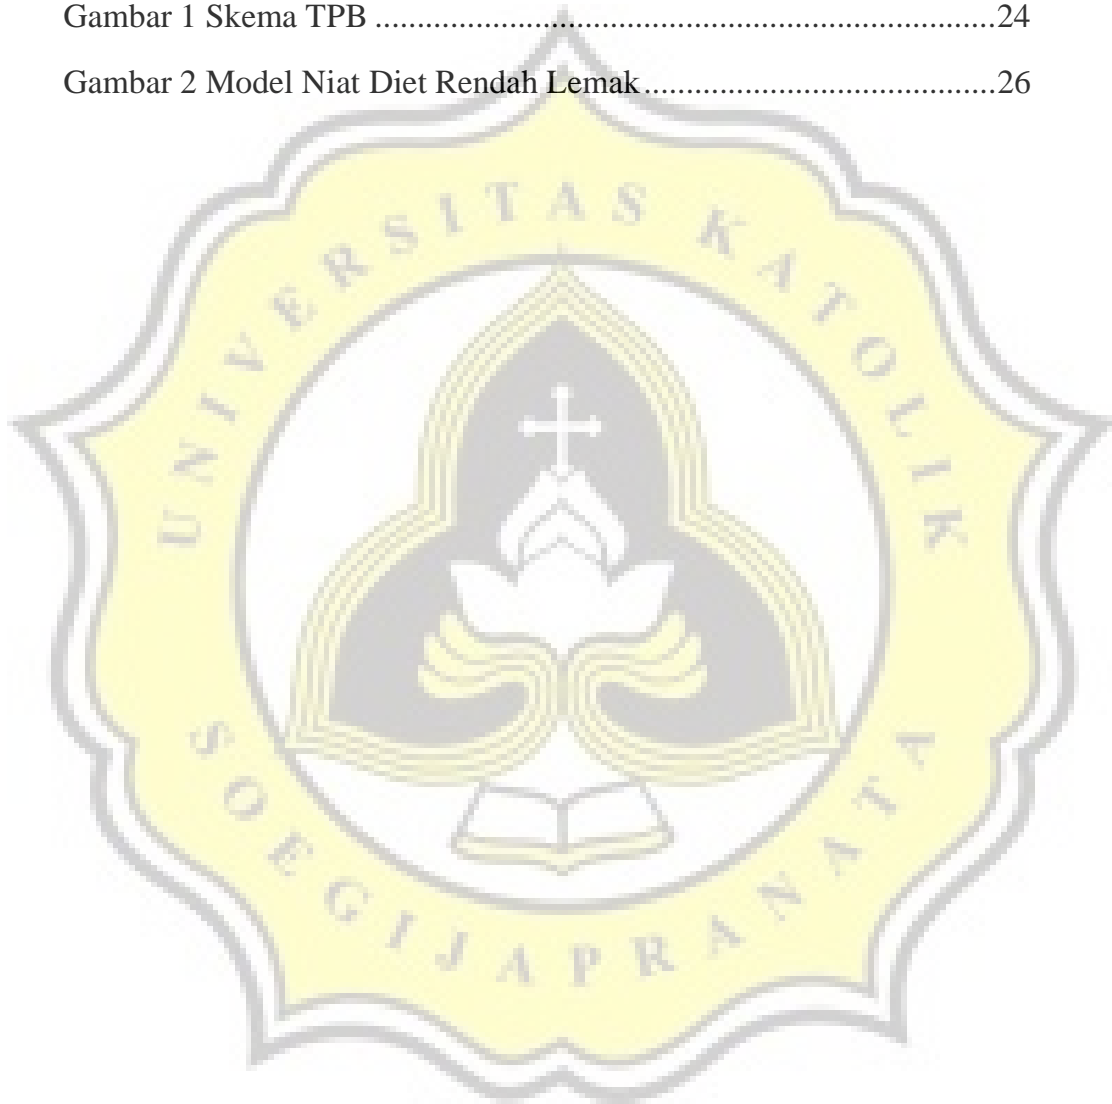 Gambar 1 Skema TPB ..........................................................................24
Gambar 2 Model Niat Diet Rendah Lemak..........................................26
UNIVERSITAS KATOLIK
SOEGIJAPRANATA